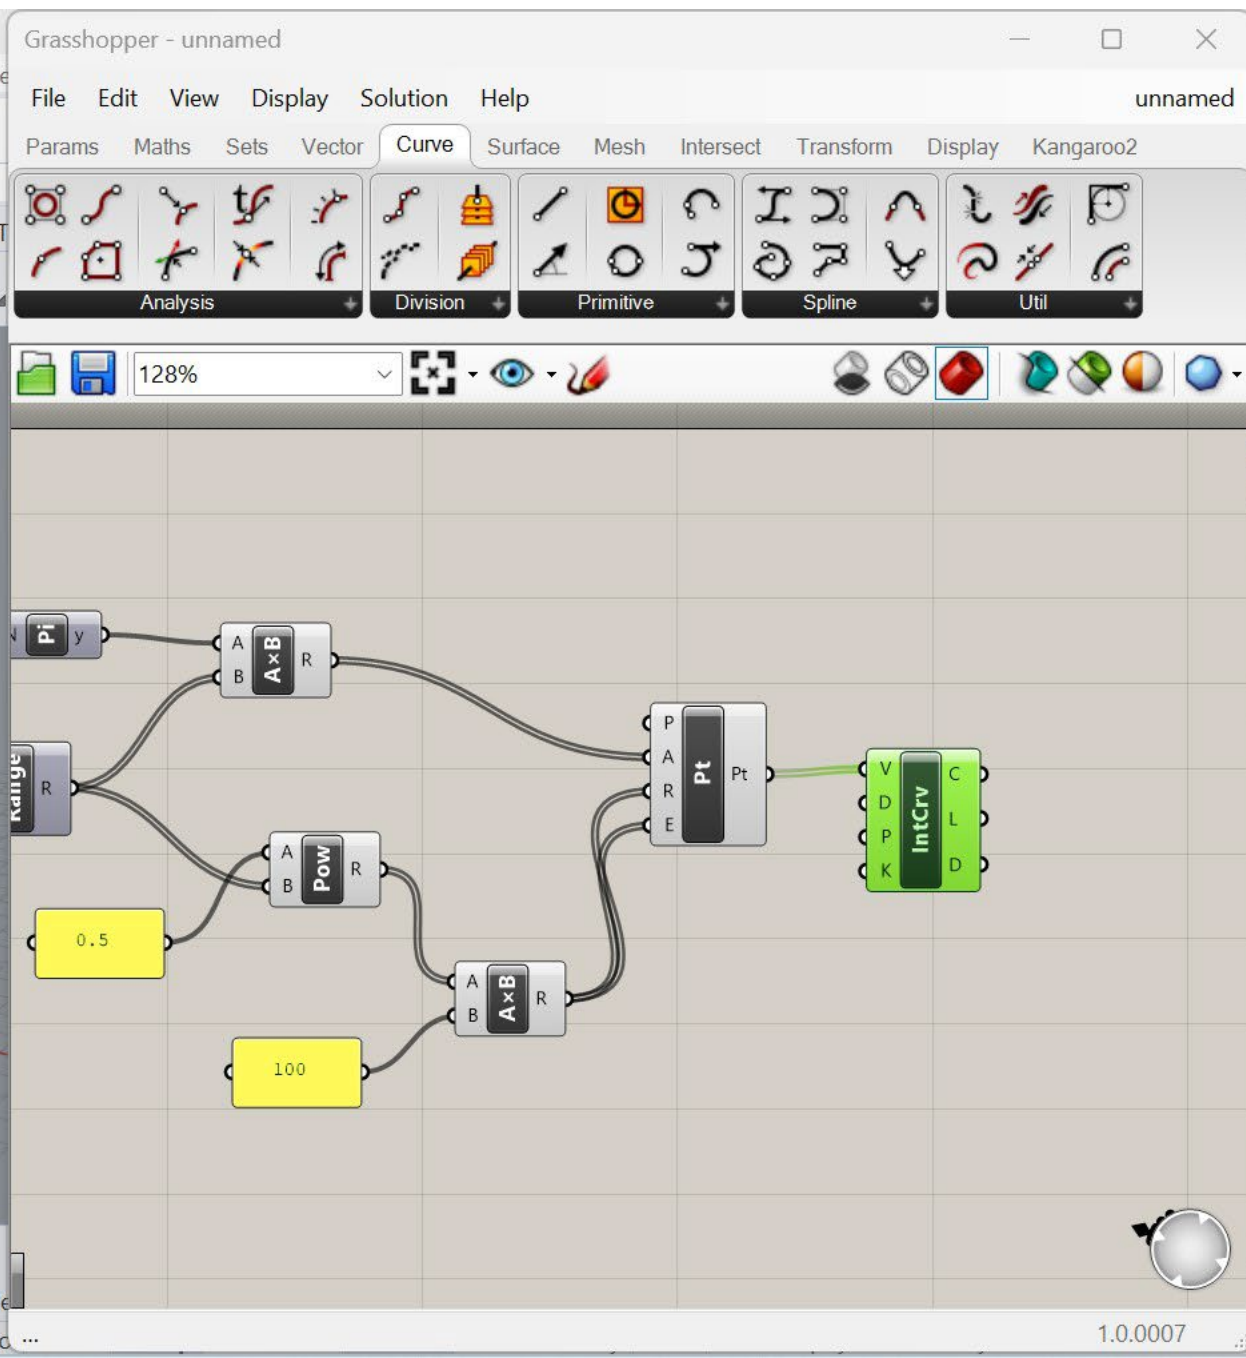 Grasshopper - unnamed
File Edit View Display Solution Help unnamed
Params Maths Sets Vector Curve Surface Mesh Intersect Transform Display Kangaroo2
Analysis Division Primitive Spline Util
128%
Pi y
A
B
A×B
R
Range
R
A
B
Pow
R
0.5
A
B
A×B
R
100
P
A
R
E
Pt
Pt
V
D
P
K
IntCrv
C
L
D
...
1.0.0007